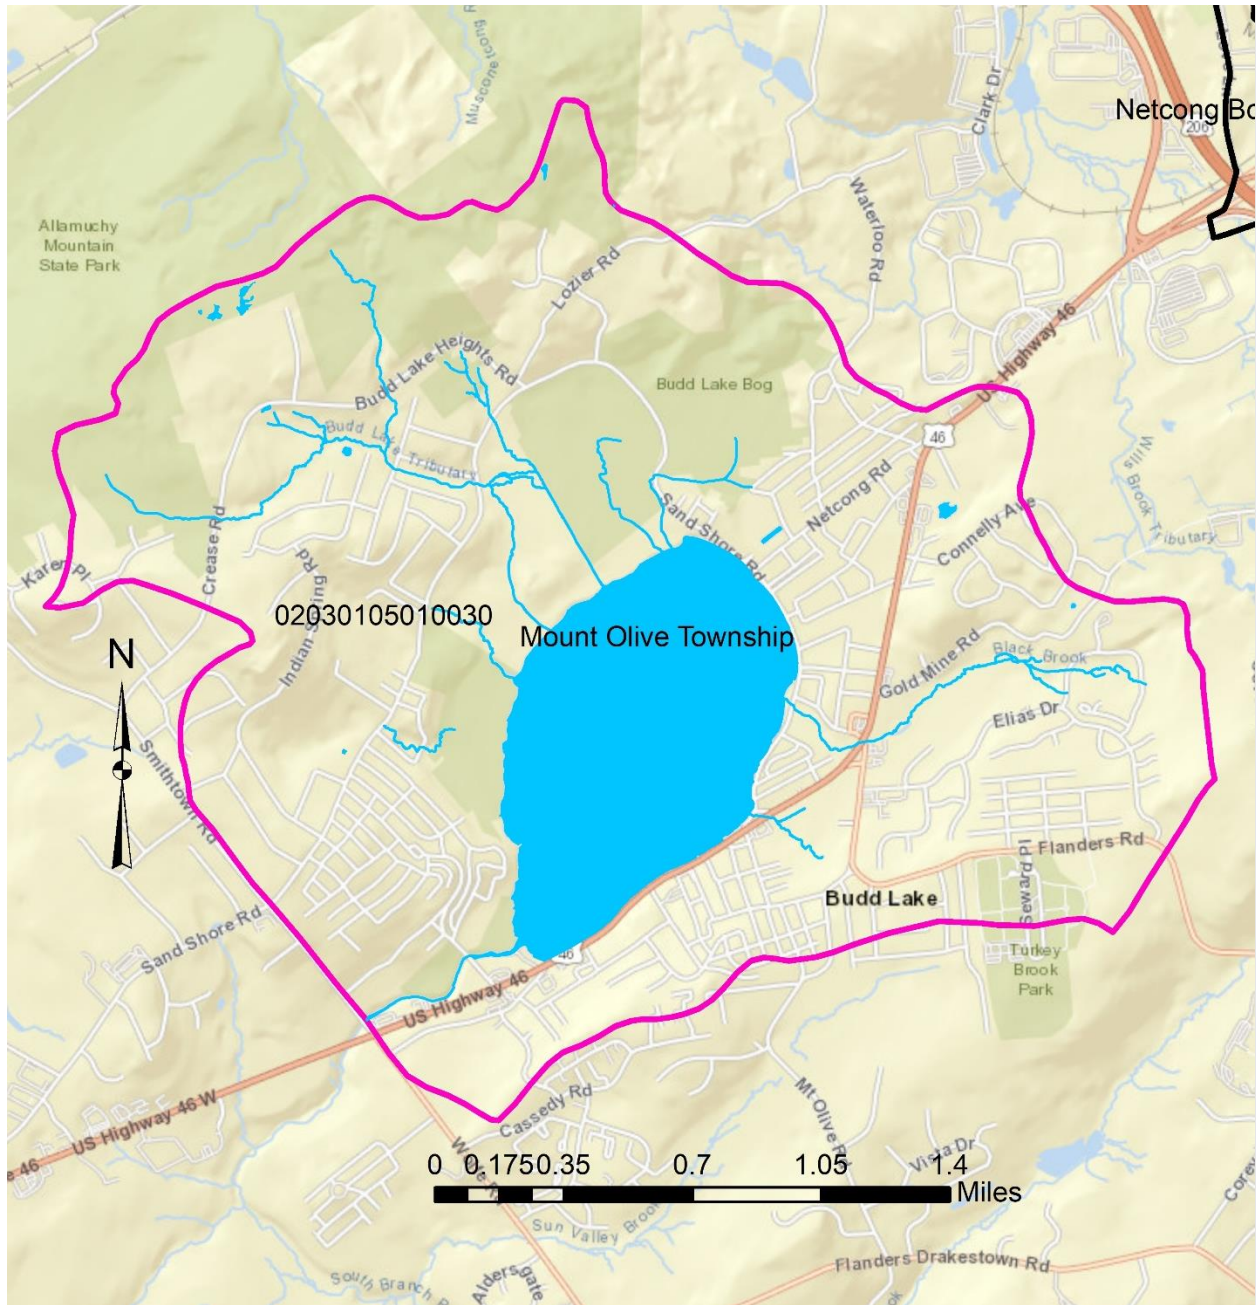 Musconetcong
Clark Dr
Netcong Bo
206
Allamuchy
Mountain
State Park
Waterloo Rd
Lozier Rd
US Highway 46
Budd Lake Heights Rd
Budd Lake Bog
46
Budd Lake Tributary
Netcong Rd
Wills Brook Tributary
Sand Shore Rd
Connelly Ave
Crease Rd
Karen Pl
Indian Spring Rd
02030105010030
Mount Olive Township
N
Gold Mine Rd
Black Brook
Elias Dr
Smithtown Rd
Flanders Rd
Seward Pl
Budd Lake
Sand Shore Rd
46
Turkey
Brook
Park
US Highway 46
US Highway 46 W
e 46
Cassedy Rd
Mt Olive Rd
Vista Dr
0 0.175 0.35 0.7 1.05 1.4
Miles
Corey
Sun Valley Brook
Flanders Drakestown Rd
South Branch R
Aldersgate